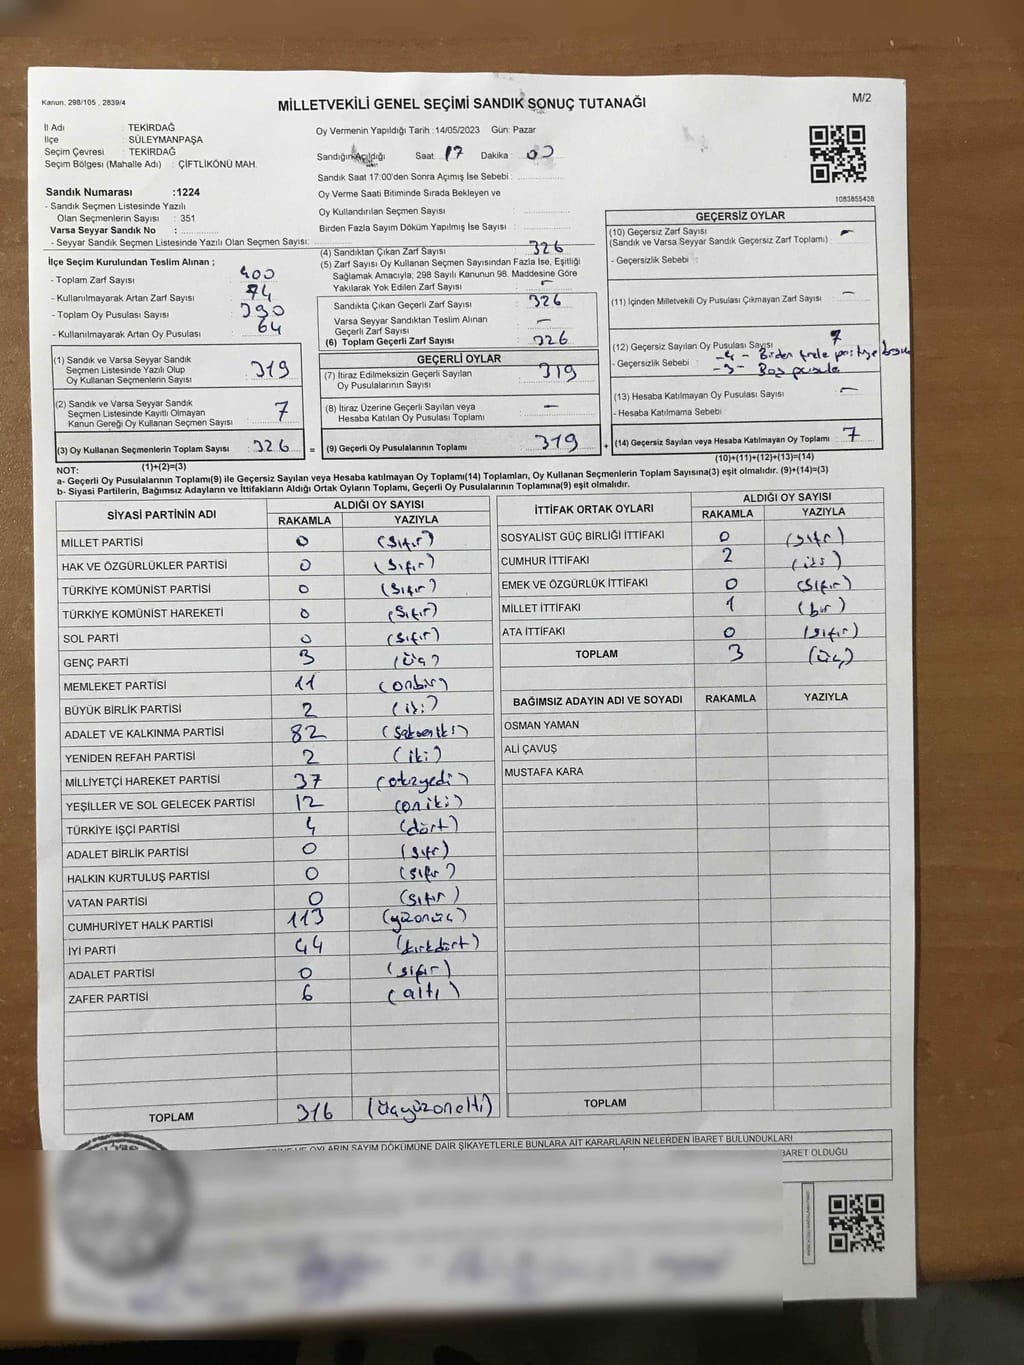 Kanun, 298/105 , 2839/4
MİLLETVEKİLİ GENEL SEÇİMİ SANDIK SONUÇ TUTANAĞI
M/2
İl Adı : TEKİRDAĞ
İlçe : SÜLEYMANPAŞA
Seçim Çevresi : TEKİRDAĞ
Seçim Bölgesi (Mahalle Adı) : ÇİFTLİKÖNÜ MAH.
Sandık Numarası :1224
- Sandık Seçmen Listesinde Yazılı
Olan Seçmenlerin Sayısı : 351
Varsa Seyyar Sandık No :
- Seyyar Sandık Seçmen Listesinde Yazılı Olan Seçmen Sayısı:
Oy Vermenin Yapıldığı Tarih :14/05/2023 Gün: Pazar
Sandığın Açıldığı Saat 17 Dakika 00
Sandık Saat 17:00'den Sonra Açımış İse Sebebi :
Oy Verme Saati Bitiminde Sırada Bekleyen ve
Oy Kullandırılan Seçmen Sayısı :
Birden Fazla Sayım Döküm Yapılmış İse Sayısı :
1083855438
İlçe Seçim Kurulundan Teslim Alınan ;
- Toplam Zarf Sayısı : 400
- Kullanılmayarak Artan Zarf Sayısı : 74
- Toplam Oy Pusulası Sayısı : 390
- Kullanılmayarak Artan Oy Pusulası : 64
(1) Sandık ve Varsa Seyyar Sandık
Seçmen Listesinde Yazılı Olup
Oy Kullanan Seçmenlerin Sayısı : 319
(2) Sandık ve Varsa Seyyar Sandık
Seçmen Listesinde Kayıtlı Olmayan
Kanun Gereği Oy Kullanan Seçmen Sayısı : 7
(3) Oy Kullanan Seçmenlerin Toplam Sayısı : 326 =
(1)+(2)=(3)
(4) Sandıktan Çıkan Zarf Sayısı : 326
(5) Zarf Sayısı Oy Kullanan Seçmen Sayısından Fazla İse, Eşitliği
Sağlamak Amacıyla; 298 Sayılı Kanunun 98. Maddesine Göre
Yakılarak Yok Edilen Zarf Sayısı : -
Sandıkta Çıkan Geçerli Zarf Sayısı : 326
Varsa Seyyar Sandıktan Teslim Alınan
Geçerli Zarf Sayısı : -
(6) Toplam Geçerli Zarf Sayısı : 326
GEÇERLİ OYLAR
(7) İtiraz Edilmeksizin Geçerli Sayılan
Oy Pusulalarının Sayısı : 319
(8) İtiraz Üzerine Geçerli Sayılan veya
Hesaba Katılan Oy Pusulası Toplamı : -
(9) Geçerli Oy Pusulalarının Toplamı : 319 +
GEÇERSİZ OYLAR
(10) Geçersiz Zarf Sayısı
(Sandık ve Varsa Seyyar Sandık Geçersiz Zarf Toplamı) : -
- Geçersizlik Sebebi :
(11) İçinden Milletvekili Oy Pusulası Çıkmayan Zarf Sayısı : -
(12) Geçersiz Sayılan Oy Pusulası Sayısı : 7
- Geçersizlik Sebebi : -4- Birden
-3- Boş pusula
(13) Hesaba Katılmayan Oy Pusulası Sayısı : -
- Hesaba Katılmama Sebebi :
(14) Geçersiz Sayılan veya Hesaba Katılmayan Oy Toplamı : 7
(10)+(11)+(12)+(13)=(14)
NOT:
a- Geçerli Oy Pusulalarının Toplamı(9) ile Geçersiz Sayılan veya Hesaba katılmayan Oy Toplamı(14) Toplamları, Oy Kullanan Seçmenlerin Toplam Sayısına(3) eşit olmalıdır. (9)+(14)=(3)
b- Siyasi Partilerin, Bağımsız Adayların ve İttifakların Aldığı Ortak Oyların Toplamı, Geçerli Oy Pusulalarının Toplamına(9) eşit olmalıdır.
SİYASİ PARTİNİN ADI
ALDIĞI OY SAYISI
RAKAMLA YAZIYLA
MİLLET PARTİSİ 0 (sıfır)
HAK VE ÖZGÜRLÜKLER PARTİSİ 0 (sıfır)
TÜRKİYE KOMÜNİST PARTİSİ 0 (sıfır)
TÜRKİYE KOMÜNİST HAREKETİ 0 (sıfır)
SOL PARTİ 0 (sıfır)
GENÇ PARTİ 3 (üç)
MEMLEKET PARTİSİ 11 (onbir)
BÜYÜK BİRLİK PARTİSİ 2 (iki)
ADALET VE KALKINMA PARTİSİ 82 (sekseniki)
YENİDEN REFAH PARTİSİ 2 (iki)
MİLLİYETÇİ HAREKET PARTİSİ 37 (otuzyedi)
YEŞİLLER VE SOL GELECEK PARTİSİ 12 (oniki)
TÜRKİYE İŞÇİ PARTİSİ 4 (dört)
ADALET BİRLİK PARTİSİ 0 (sıfır)
HALKIN KURTULUŞ PARTİSİ 0 (sıfır)
VATAN PARTİSİ 0 (sıfır)
CUMHURİYET HALK PARTİSİ 113 (yüzonüç)
İYİ PARTİ 44 (kırkdört)
ADALET PARTİSİ 0 (sıfır)
ZAFER PARTİSİ 6 (altı)
TOPLAM 316 (üçyüzonaltı)
İTTİFAK ORTAK OYLARI
ALDIĞI OY SAYISI
RAKAMLA YAZIYLA
SOSYALİST GÜÇ BİRLİĞİ İTTİFAKI 0 (sıfır)
CUMHUR İTTİFAKI 2 (iki)
EMEK VE ÖZGÜRLÜK İTTİFAKI 0 (sıfır)
MİLLET İTTİFAKI 1 (bir)
ATA İTTİFAKI 0 (sıfır)
TOPLAM 3 (üç)
BAĞIMSIZ ADAYIN ADI VE SOYADI RAKAMLA YAZIYLA
OSMAN YAMAN
ALİ ÇAVUŞ
MUSTAFA KARA
TOPLAM
OYLARIN SAYIM DÖKÜMÜNE DAİR ŞİKAYETLERLE BUNLARA AİT KARARLARIN NELERDEN İBARET BULUNDUKLARI
İBARET OLDUĞU